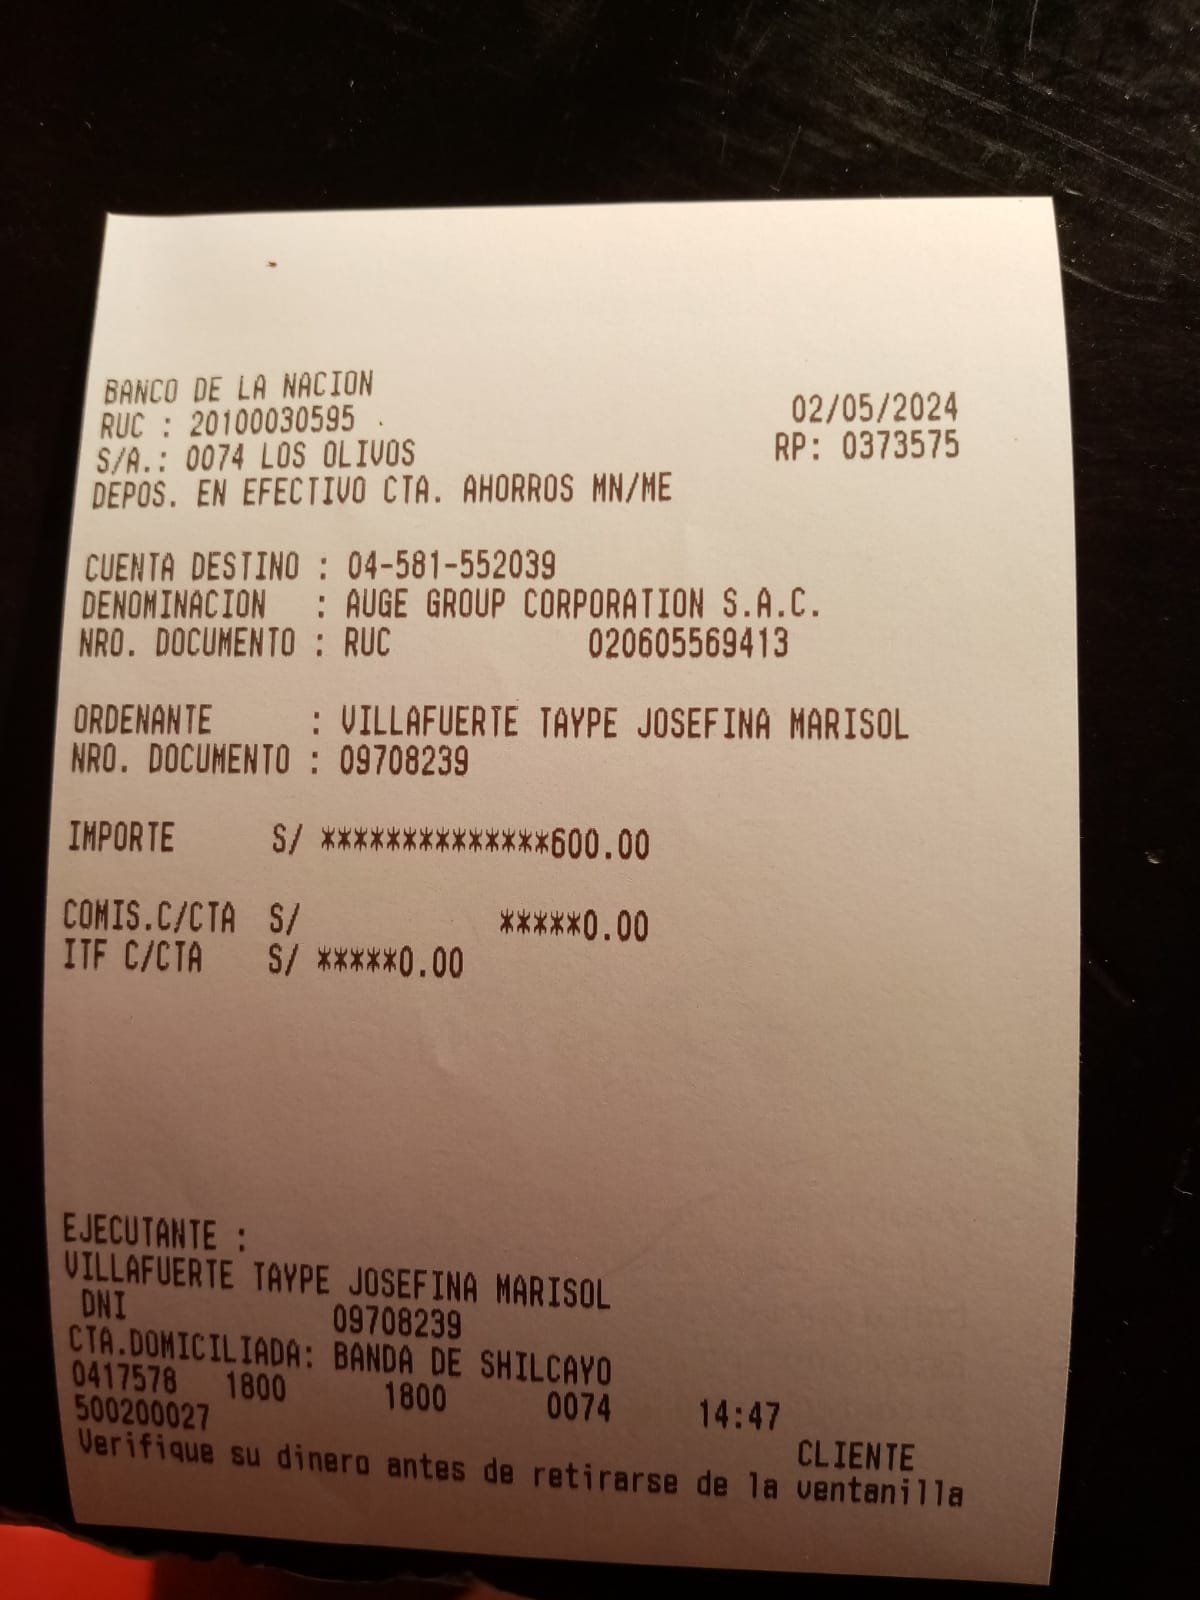 BANCO DE LA NACION
RUC : 20100030595 02/05/2024
S/A.: 0074 LOS OLIVOS RP: 0373575
DEPOS. EN EFECTIVO CTA. AHORROS MN/ME
CUENTA DESTINO : 04-581-552039
DENOMINACION : AUGE GROUP CORPORATION S.A.C.
NRO. DOCUMENTO : RUC 020605569413
ORDENANTE : VILLAFUERTE TAYPE JOSEFINA MARISOL
NRO. DOCUMENTO : 09708239
IMPORTE S/ **************600.00
COMIS.C/CTA S/ *****0.00
ITF C/CTA S/ *****0.00
EJECUTANTE :
VILLAFUERTE TAYPE JOSEFINA MARISOL
DNI 09708239
CTA.DOMICILIADA: BANDA DE SHILCAYO
0417578 1800 1800 0074 14:47
500200027 CLIENTE
Verifique su dinero antes de retirarse de la ventanilla